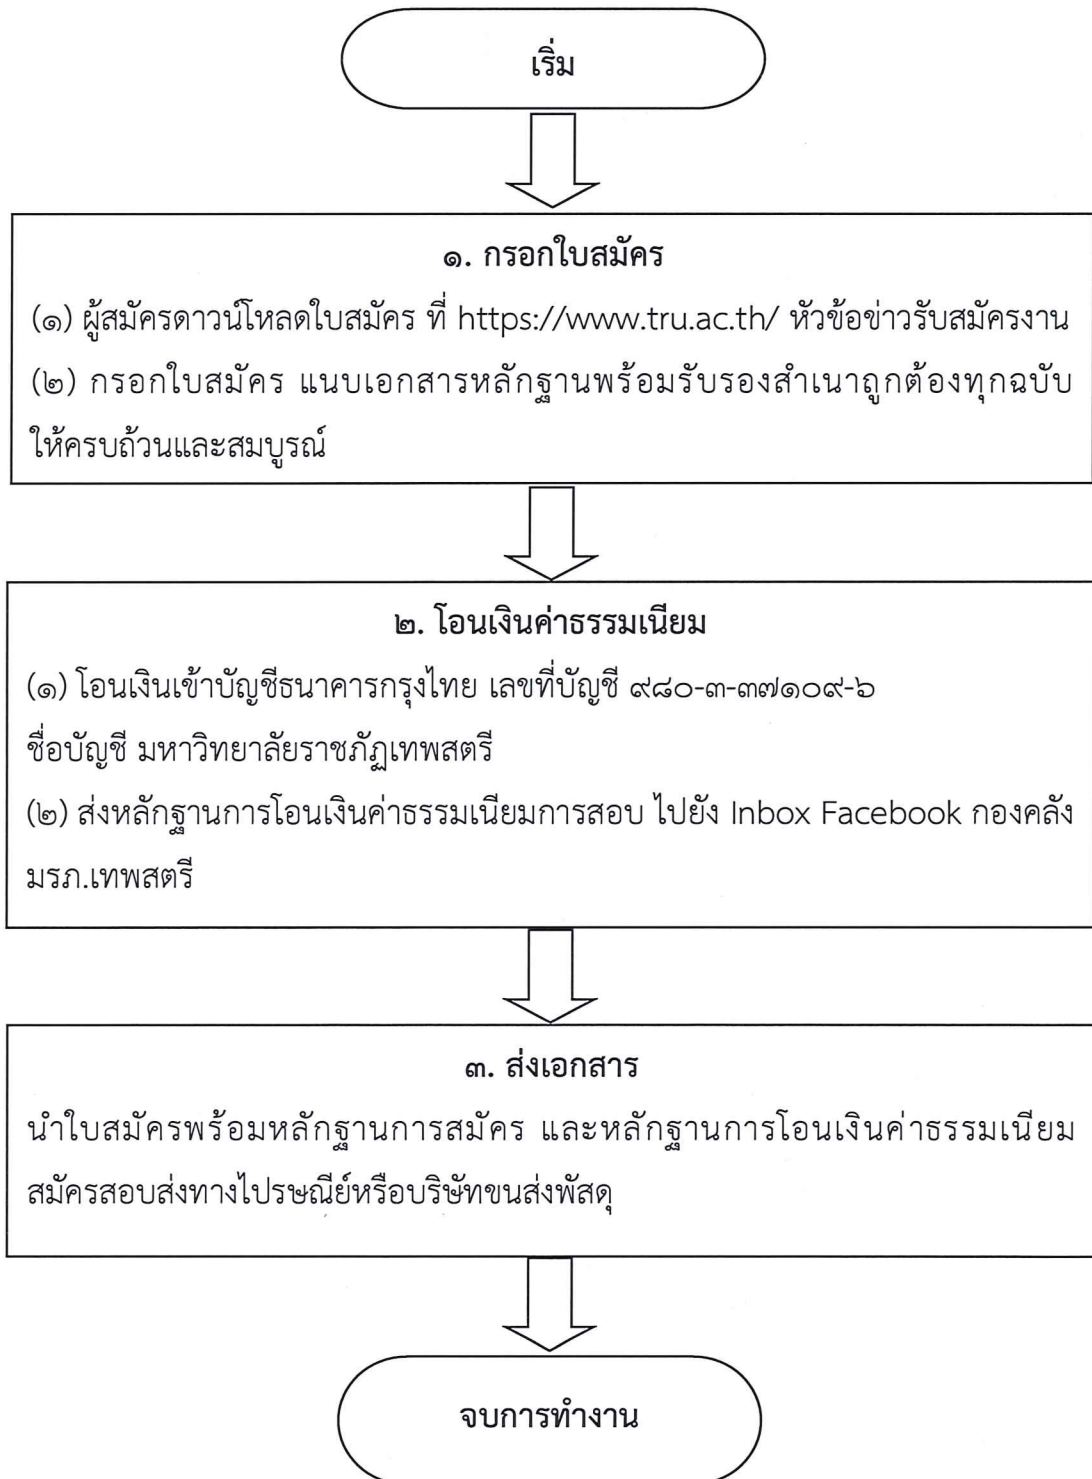 เริ่ม
๑. กรอกใบสมัคร
(๑) ผู้สมัครดาวน์โหลดใบสมัคร ที่ https://www.tru.ac.th/ หัวข้อข่าวรับสมัครงาน
(๒) กรอกใบสมัคร แนบเอกสารหลักฐานพร้อมรับรองสำเนาถูกต้องทุกฉบับ
ให้ครบถ้วนและสมบูรณ์
๒. โอนเงินค่าธรรมเนียม
(๑) โอนเงินเข้าบัญชีธนาคารกรุงไทย เลขที่บัญชี ๙๘๐-๓-๓๗๑๐๙-๖
ชื่อบัญชี มหาวิทยาลัยราชภัฏเทพสตรี
(๒) ส่งหลักฐานการโอนเงินค่าธรรมเนียมการสอบ ไปยัง Inbox Facebook กองคลัง
มรภ.เทพสตรี
๓. ส่งเอกสาร
นำใบสมัครพร้อมหลักฐานการสมัคร และหลักฐานการโอนเงินค่าธรรมเนียม
สมัครสอบส่งทางไปรษณีย์หรือบริษัทขนส่งพัสดุ
จบการทำงาน